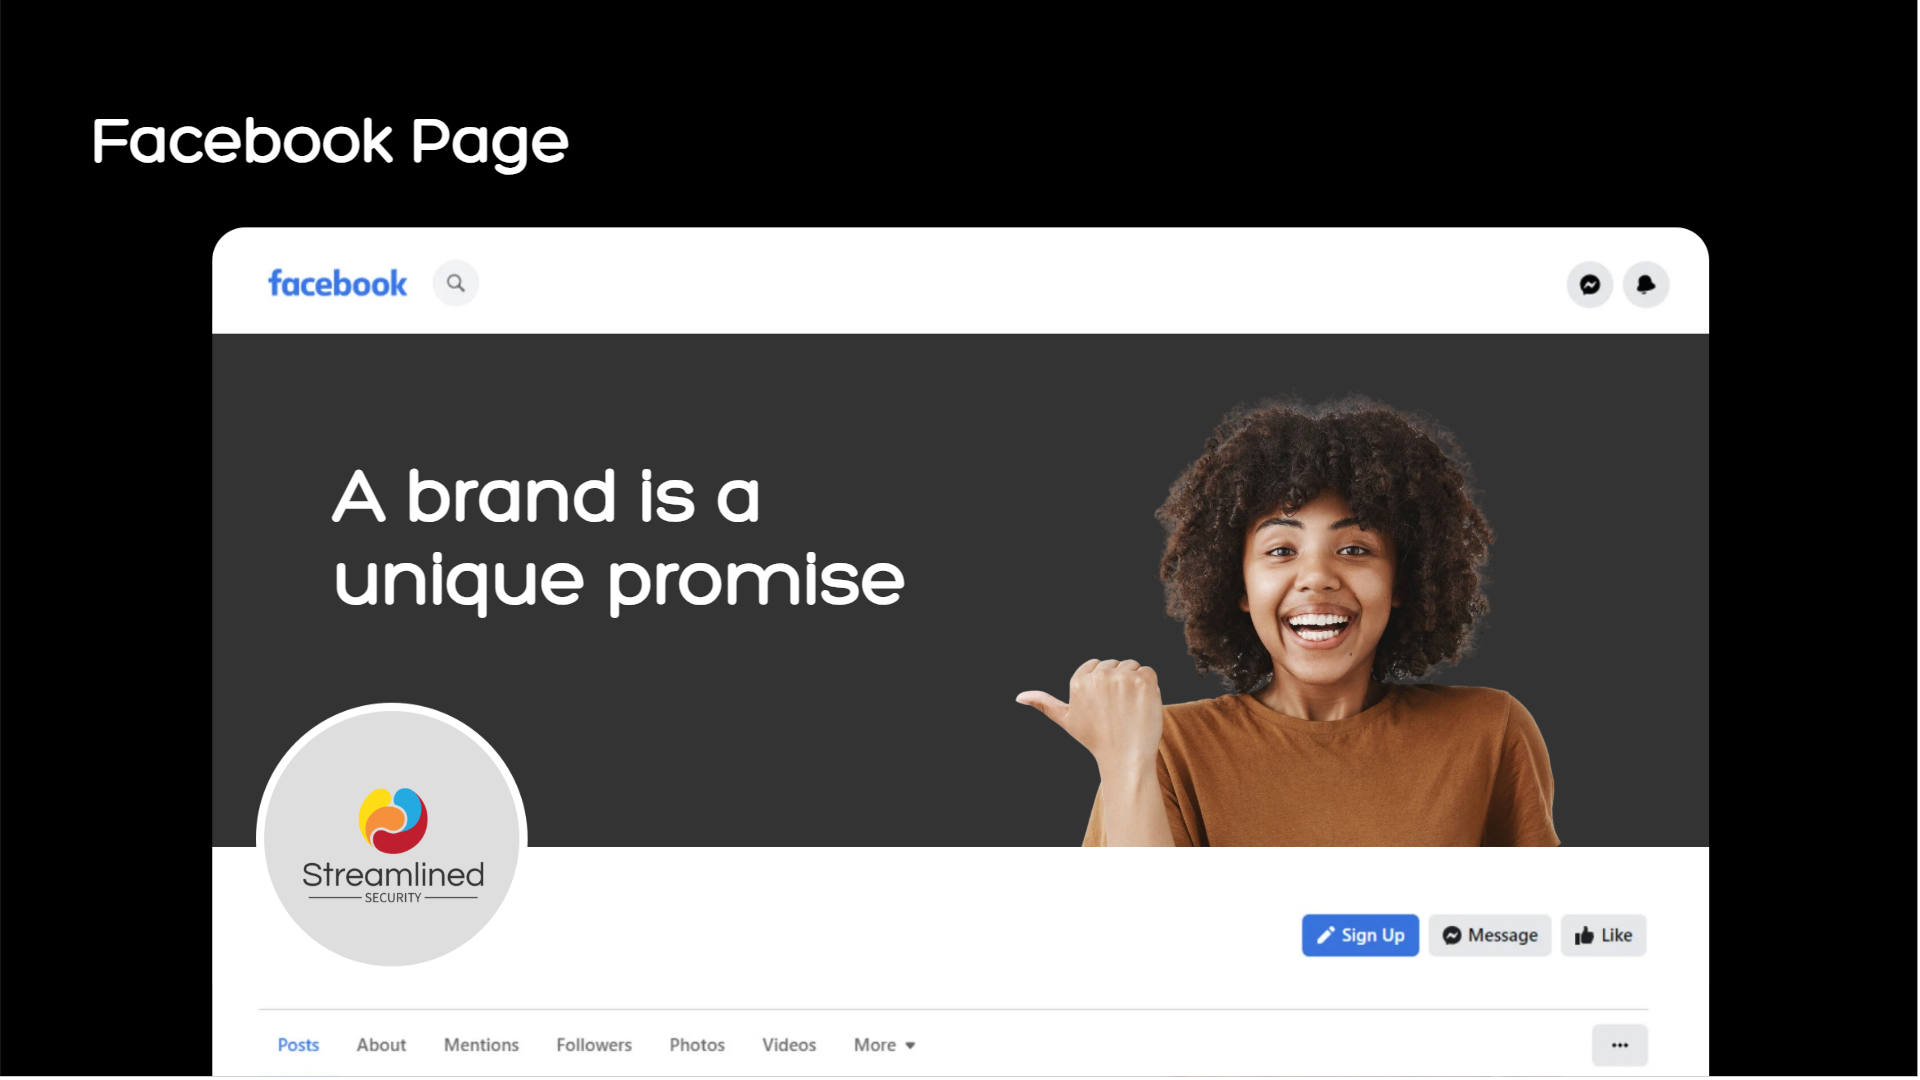 Facebook Page
facebook
A brand is a
unique promise
Streamlined
SECURITY
Sign Up
Message
Like
Posts
About
Mentions
Followers
Photos
Videos
More